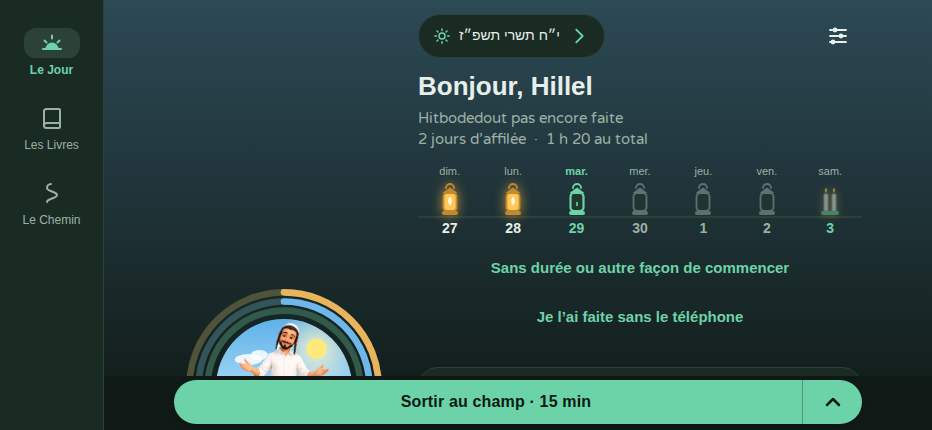 Le Jour
Les Livres
Le Chemin
י״ח תשרי תשפ״ז
Bonjour, Hillel
Hitbodedout pas encore faite
2 jours d’affilée · 1 h 20 au total
dim. lun. mar. mer. jeu. ven. sam.
27 28 29 30 1 2 3
Sans durée ou autre façon de commencer
Je l’ai faite sans le téléphone
Sortir au champ · 15 min